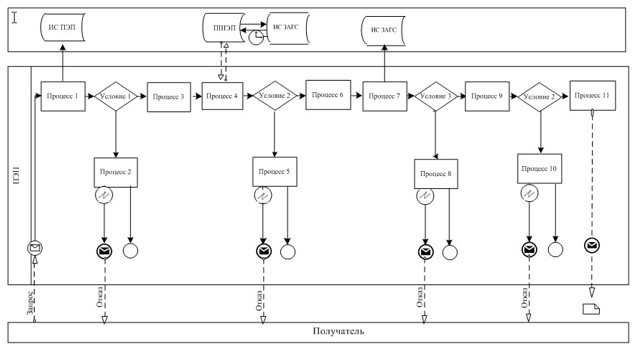 ИС ПЭП
ПШЭП
ИС ЗАГС
ИС ЗАГС
ПСП
Процесс 1
Условие 1
Процесс 3
Процесс 4
Условие 2
Процесс 6
Процесс 7
Условие 3
Процесс 9
Условие 2
Процесс 11
Процесс 2
Процесс 5
Процесс 8
Процесс 10
Запрос
Отказ
Отказ
Отказ
Отказ
Получатель